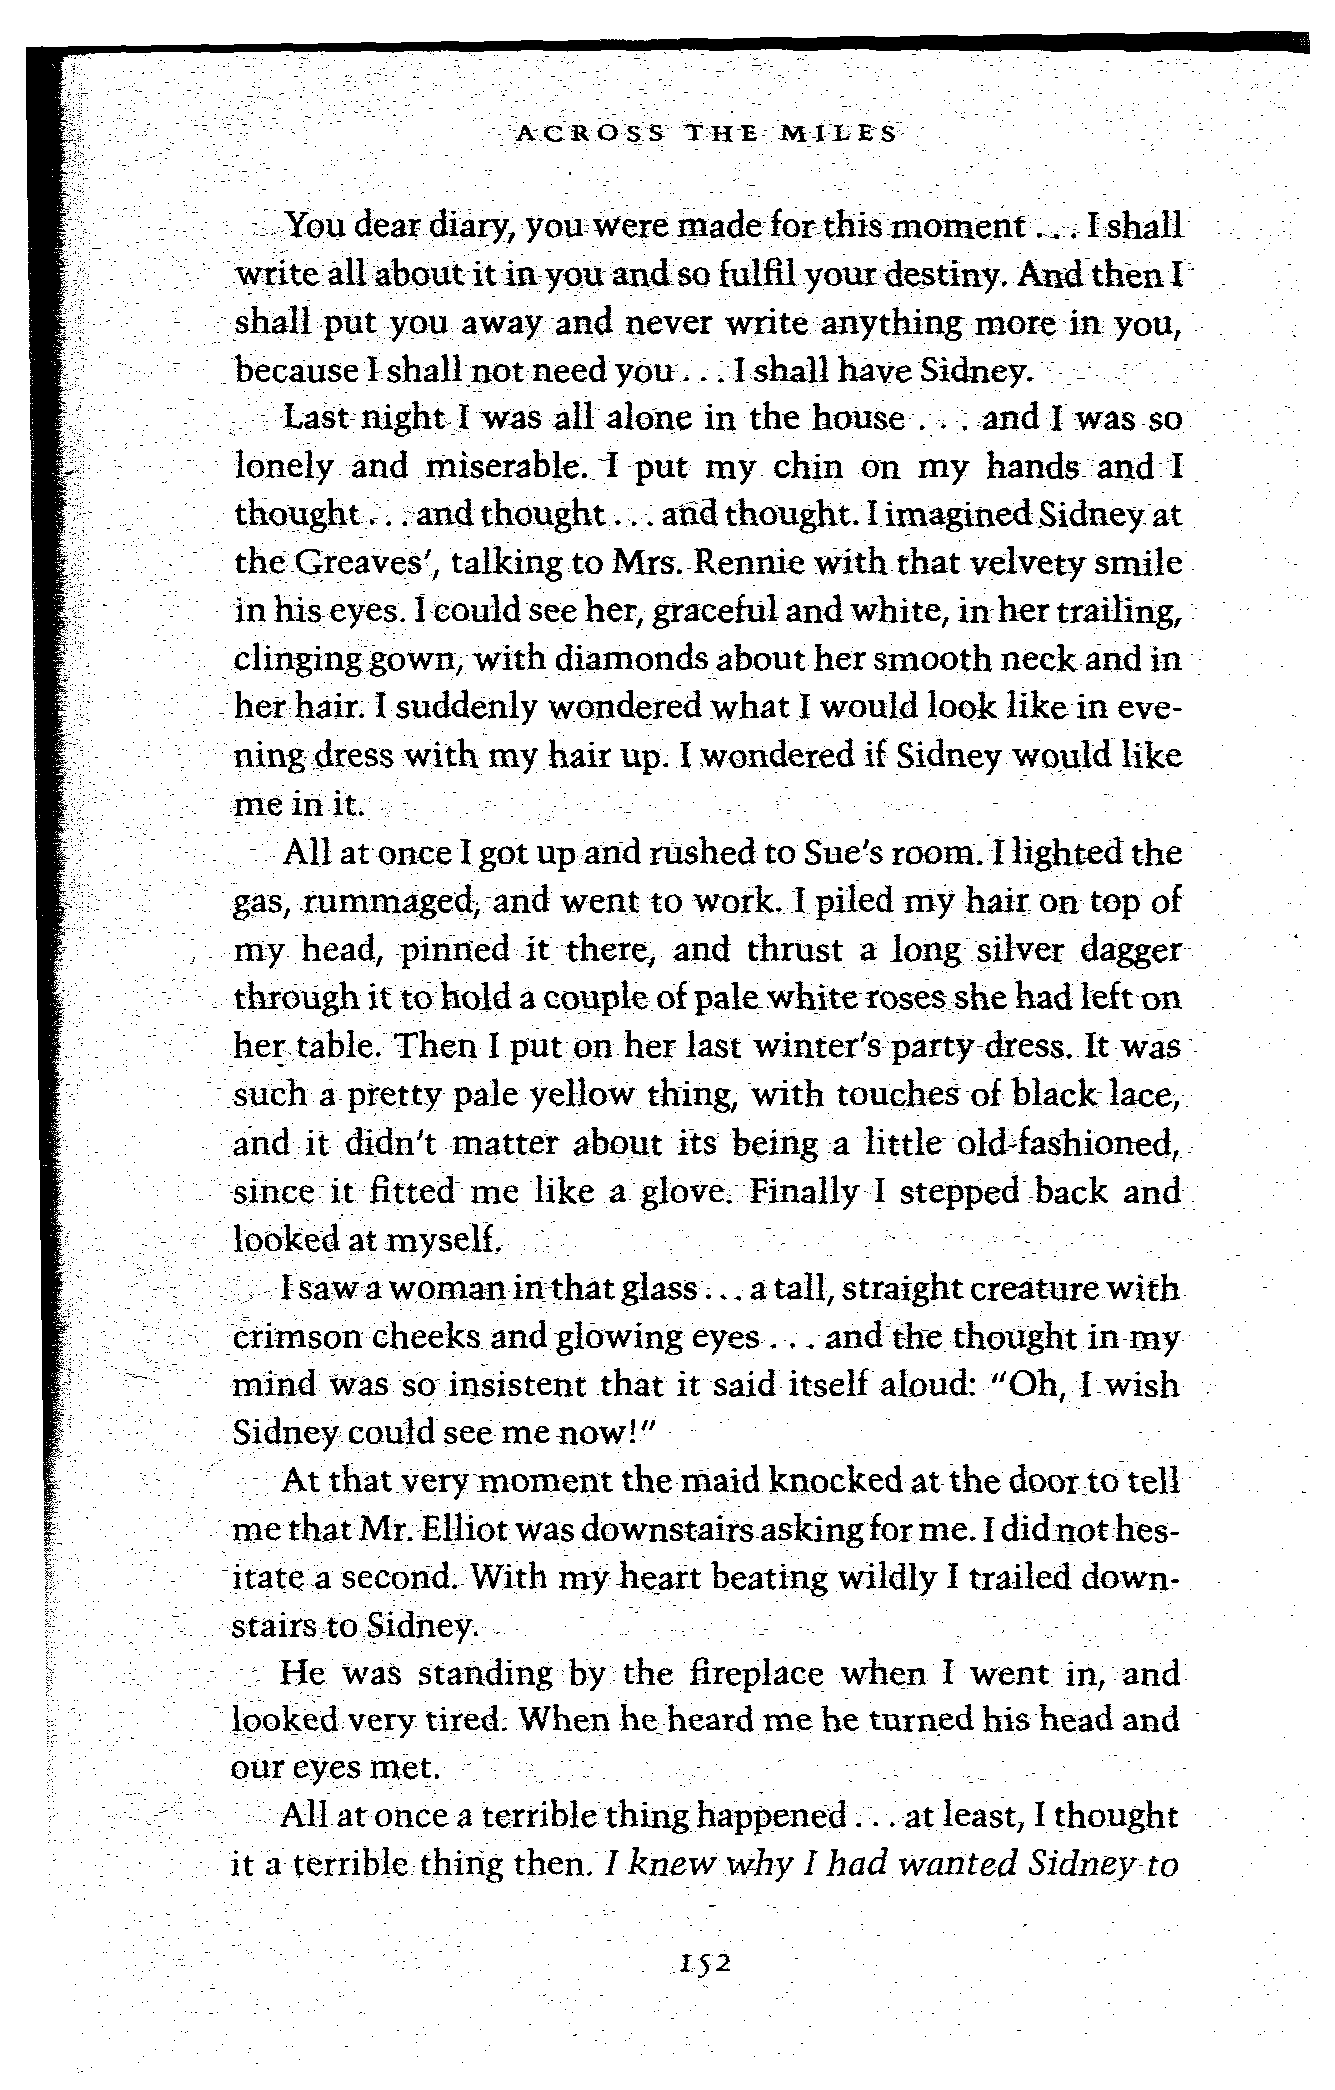 ACROSS THE MILES
You dear diary, you were made for this moment . . . I shall
write all about it in you and so fulfil your destiny. And then I
shall put you away and never write anything more in you,
because I shall not need you . . . I shall have Sidney.
Last night I was all alone in the house . . . and I was so
lonely and miserable. I put my chin on my hands and I
thought . . . and thought . . . and thought. I imagined Sidney at
the Greaves', talking to Mrs. Rennie with that velvety smile
in his eyes. I could see her, graceful and white, in her trailing,
clinging gown, with diamonds about her smooth neck and in
her hair. I suddenly wondered what I would look like in eve-
ning dress with my hair up. I wondered if Sidney would like
me in it.
All at once I got up and rushed to Sue's room. I lighted the
gas, rummaged, and went to work. I piled my hair on top of
my head, pinned it there, and thrust a long silver dagger
through it to hold a couple of pale white roses she had left on
her table. Then I put on her last winter's party dress. It was
such a pretty pale yellow thing, with touches of black lace,
and it didn't matter about its being a little old-fashioned,
since it fitted me like a glove. Finally I stepped back and
looked at myself.
I saw a woman in that glass . . . a tall, straight creature with
crimson cheeks and glowing eyes . . . and the thought in my
mind was so insistent that it said itself aloud: "Oh, I wish
Sidney could see me now!"
At that very moment the maid knocked at the door to tell
me that Mr. Elliot was downstairs asking for me. I did not hes-
itate a second. With my heart beating wildly I trailed down-
stairs to Sidney.
He was standing by the fireplace when I went in, and
looked very tired. When he heard me he turned his head and
our eyes met.
All at once a terrible thing happened . . . at least, I thought
it a terrible thing then. I knew why I had wanted Sidney to
152